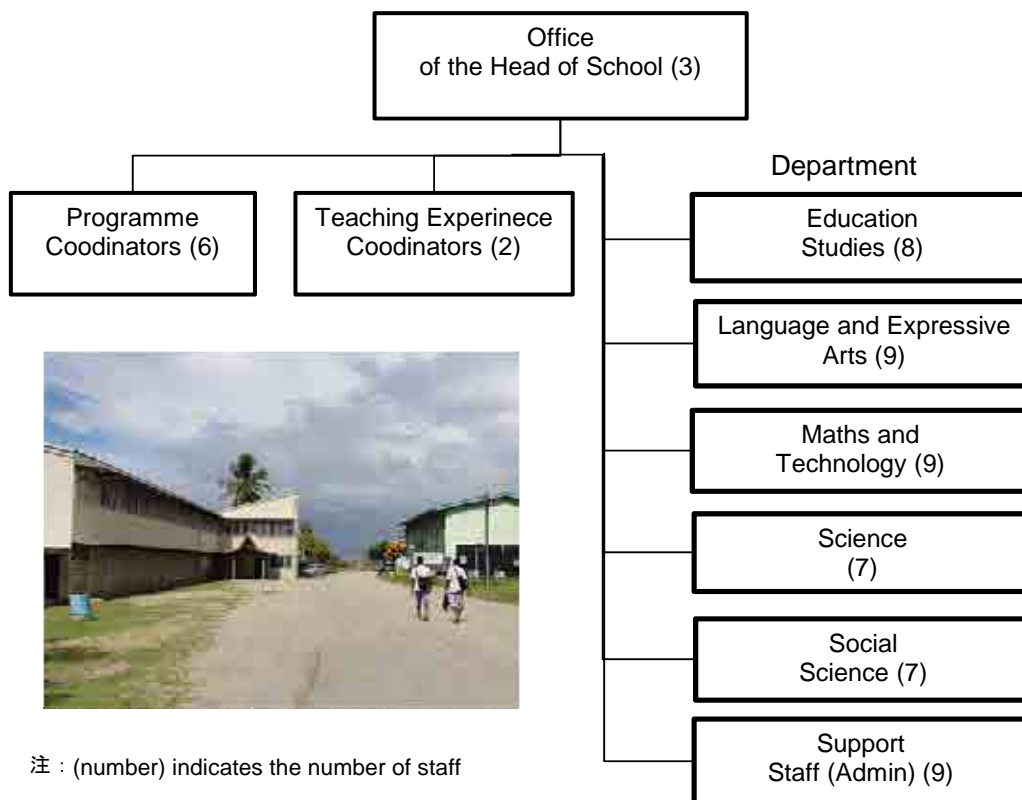 Office
of the Head of School (3)
Department
Programme
Coodinators (6)
Teaching Experinece
Coodinators (2)
Education
Studies (8)
Language and Expressive
Arts (9)
Maths and
Technology (9)
Science
(7)
Social
Science (7)
Support
Staff (Admin) (9)
注：(number) indicates the number of staff